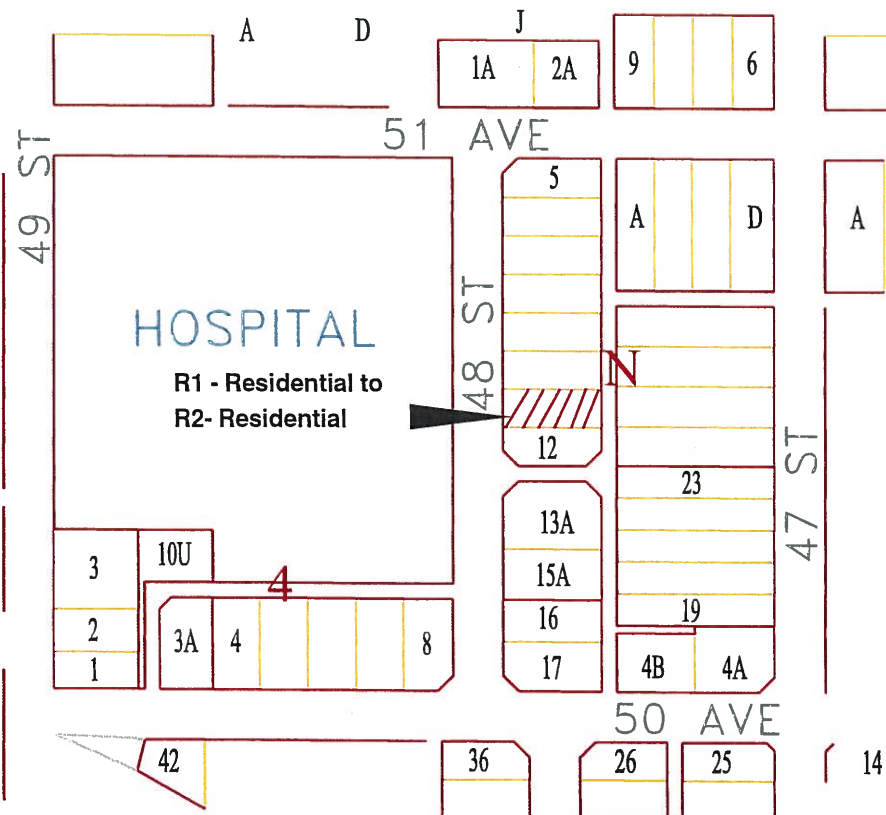 A D J
1A 2A 9 6
51 AVE
49 ST
5
A D A
HOSPITAL
48 ST
N
R1 - Residential to
R2- Residential
12
47 ST
23
13A
3 10U
15A
4
16 19
2 3A 4 8
1 17 4B 4A
50 AVE
42 36 26 25 14